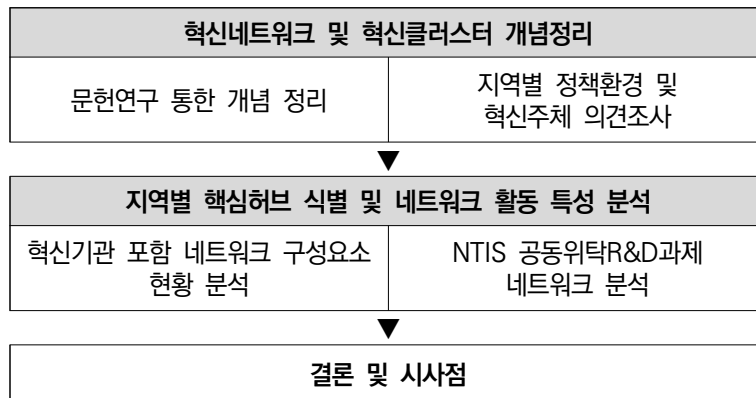 혁신네트워크 및 혁신클러스터 개념정리
문헌연구 통한 개념 정리
지역별 정책환경 및
혁신주체 의견조사
▼
지역별 핵심허브 식별 및 네트워크 활동 특성 분석
혁신기관 포함 네트워크 구성요소
현황 분석
NTIS 공동위탁R&D과제
네트워크 분석
▼
결론 및 시사점